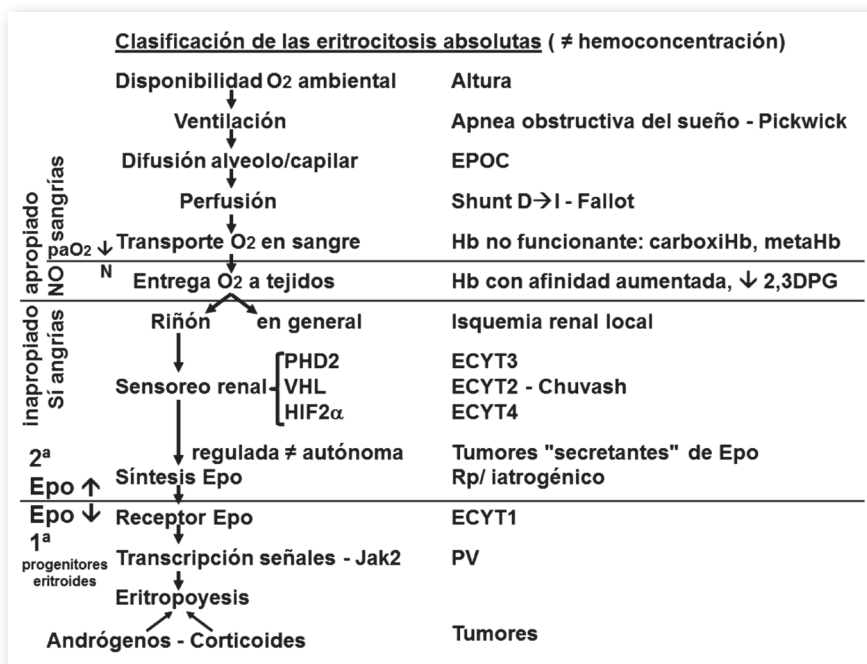 Clasificación de las eritrocitosis absolutas ( ≠ hemoconcentración)
Disponibilidad O2 ambiental Altura
Ventilación Apnea obstructiva del sueño - Pickwick
Difusión alveolo/capilar EPOC
Perfusión Shunt D→I - Fallot
apropiado
NO sangrías
paO2 ↓ Transporte O2 en sangre Hb no funcionante: carboxiHb, metaHb
N
Entrega O2 a tejidos Hb con afinidad aumentada, ↓ 2,3DPG
inapropiado
Sí angrías
Riñón en general Isquemia renal local
PHD2 ECYT3
Sensoreo renal VHL ECYT2 - Chuvash
HIF2α ECYT4
regulada ≠ autónoma Tumores "secretantes" de Epo
2ª
Síntesis Epo Rp/ iatrogénico
Epo ↑
Epo ↓ Receptor Epo ECYT1
1ª
progenitores
eritroides
Transcripción señales - Jak2 PV
Eritropoyesis
Andrógenos - Corticoides Tumores